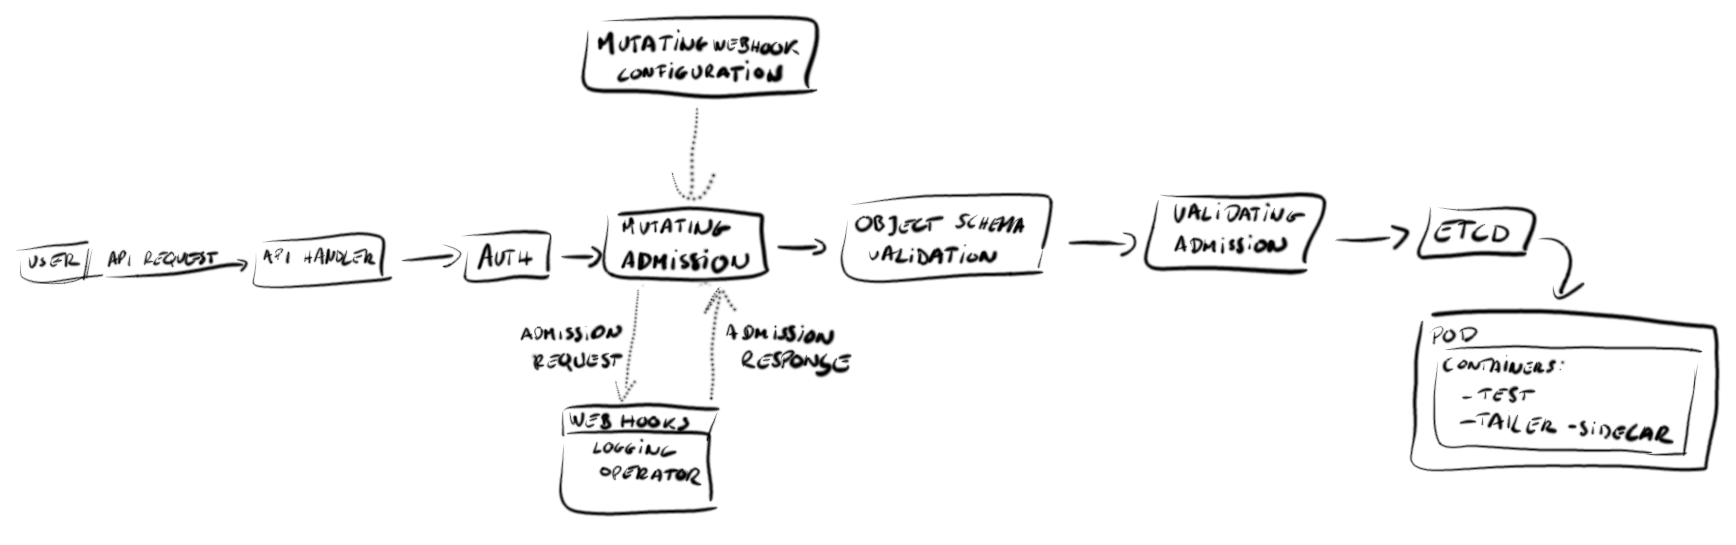 MUTATING WEBHOOK
CONFIGURATION
USER
API REQUEST
API HANDLER
AUTH
MUTATING
ADMISSION
OBJECT SCHEMA
VALIDATION
VALIDATING
ADMISSION
ETCD
ADMISSION
REQUEST
ADMISSION
RESPONSE
WEB HOOKS
LOGGING
OPERATOR
POD
CONTAINERS:
- TEST
- TAILER - SIDECAR